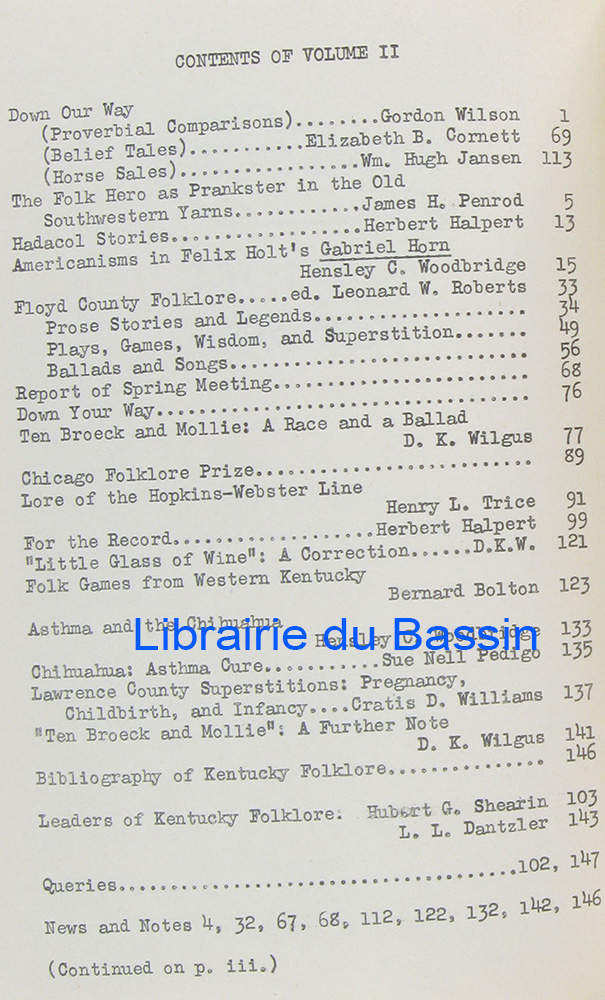 CONTENTS OF VOLUME II
Down Our Way
(Proverbial Comparisons)........Gordon Wilson 1
(Belief Tales)...........Elizabeth B. Cornett 69
(Horse Sales).................Wm. Hugh Jansen 113
The Folk Hero as Prankster in the Old
Southwestern Yarns............James H. Penrod 5
Hadacol Stories..................Herbert Halpert 13
Americanisms in Felix Holt's Gabriel Horn
Hensley C. Woodbridge 15
Floyd County Folklore.....ed. Leonard W. Roberts 33
Prose Stories and Legends..................... 34
Plays, Games, Wisdom, and Superstition....... 49
Ballads and Songs............................. 56
Report of Spring Meeting......................... 68
Down Your Way.................................... 76
Ten Broeck and Mollie: A Race and a Ballad
D. K. Wilgus 77
Chicago Folklore Prize........................... 89
Lore of the Hopkins-Webster Line
Henry L. Trice 91
For the Record...................Herbert Halpert 99
"Little Glass of Wine": A Correction......D.K.W. 121
Folk Games from Western Kentucky
Bernard Bolton 123
Asthma and the Chihuahua
Librairie du Bassin
Hensley C. Woodbridge 133
Chihuahua: Asthma Cure...........Sue Nell Pedigo 135
Lawrence County Superstitions: Pregnancy,
Childbirth, and Infancy....Cratis D. Williams 137
"Ten Broeck and Mollie": A Further Note
D. K. Wilgus 141
Bibliography of Kentucky Folklore............... 146
Leaders of Kentucky Folklore: Hubert G. Shearin 103
L. L. Dantzler 143
Queries......................................102, 147
News and Notes 4, 32, 67, 68, 112, 122, 132, 142, 146
(Continued on p. iii.)